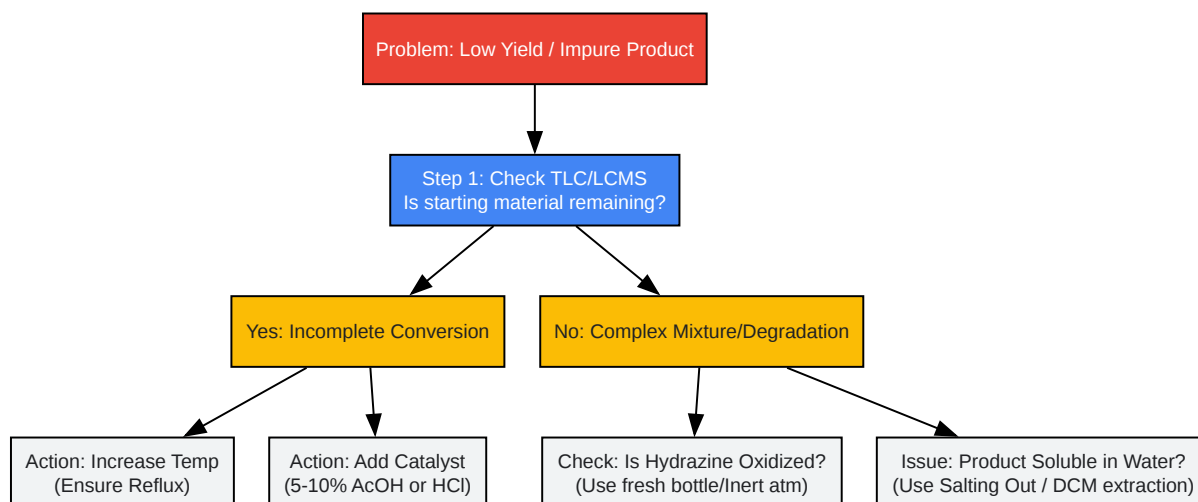 Problem: Low Yield / Impure Product
Step 1: Check TLC/LCMS
Is starting material remaining?
Yes: Incomplete Conversion
No: Complex Mixture/Degradation
Action: Increase Temp
(Ensure Reflux)
Action: Add Catalyst
(5-10% AcOH or HCl)
Check: Is Hydrazine Oxidized?
(Use fresh bottle/Inert atm)
Issue: Product Soluble in Water?
(Use Salting Out / DCM extraction)